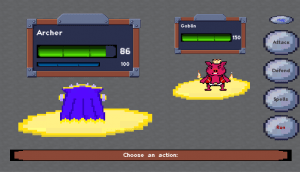 Archer
86
100
Goblin
150
Attack
Defend
Spells
Run
Choose an action: